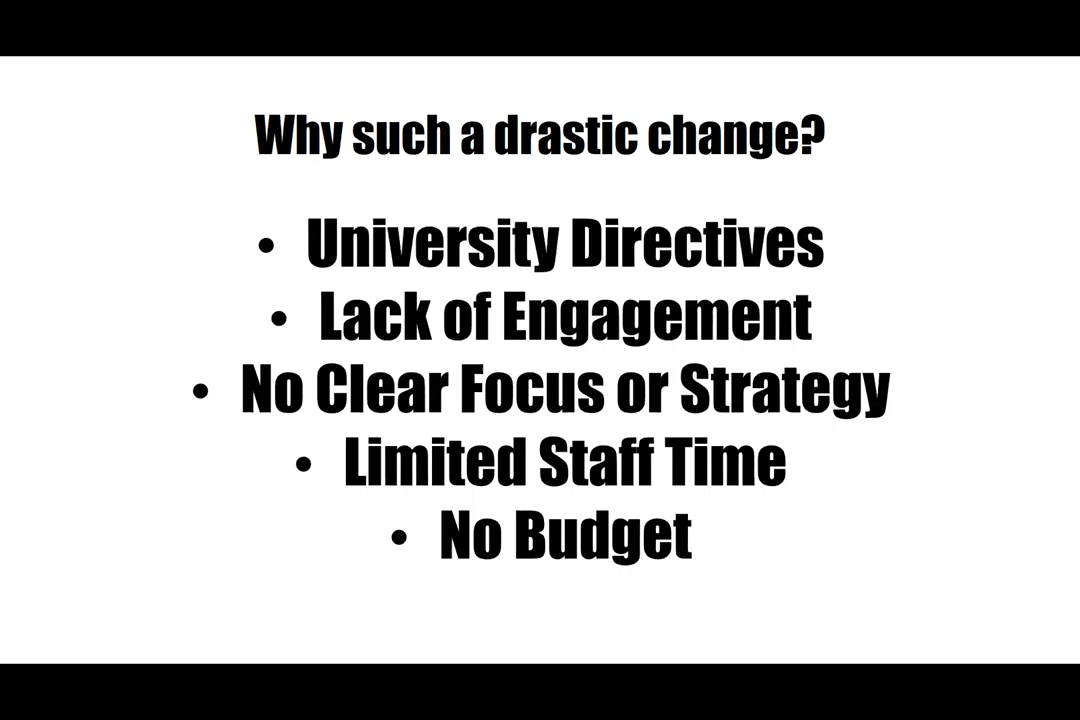 Why such a drastic change?
• University Directives
• Lack of Engagement
• No Clear Focus or Strategy
• Limited Staff Time
• No Budget